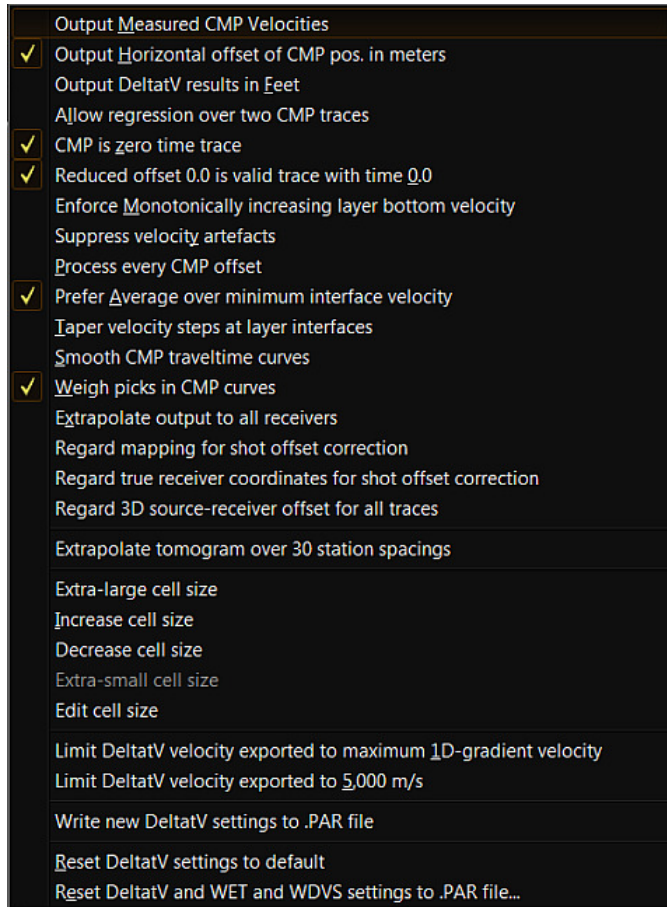 Output Measured CMP Velocities
Output Horizontal offset of CMP pos. in meters
Output DeltatV results in Feet
Allow regression over two CMP traces
CMP is zero time trace
Reduced offset 0.0 is valid trace with time 0.0
Enforce Monotonically increasing layer bottom velocity
Suppress velocity artefacts
Process every CMP offset
Prefer Average over minimum interface velocity
Taper velocity steps at layer interfaces
Smooth CMP traveltime curves
Weigh picks in CMP curves
Extrapolate output to all receivers
Regard mapping for shot offset correction
Regard true receiver coordinates for shot offset correction
Regard 3D source-receiver offset for all traces
Extrapolate tomogram over 30 station spacings
Extra-large cell size
Increase cell size
Decrease cell size
Extra-small cell size
Edit cell size
Limit DeltatV velocity exported to maximum 1D-gradient velocity
Limit DeltatV velocity exported to 5,000 m/s
Write new DeltatV settings to .PAR file
Reset DeltatV settings to default
Reset DeltatV and WET and WDVS settings to .PAR file...